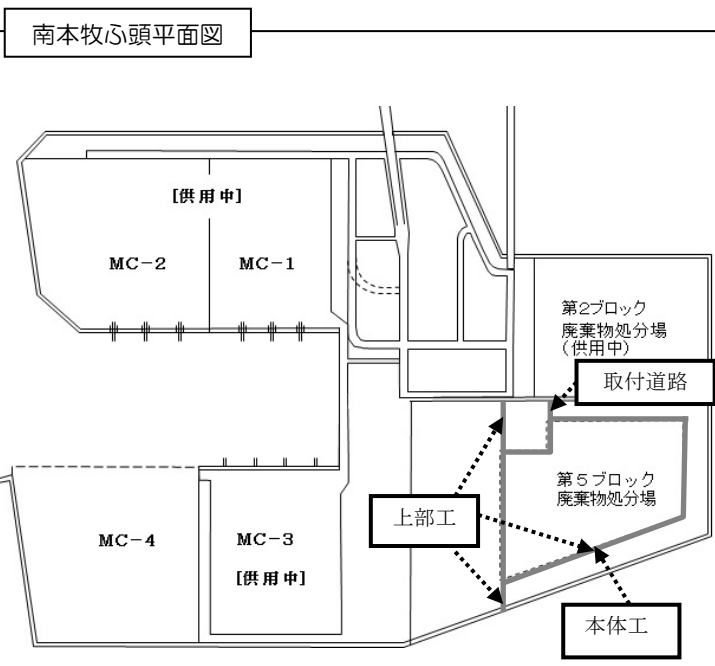 南本牧ふ頭平面図
[供用中]
MC-2
MC-1
第2ブロック
廃棄物処分場
(供用中)
取付道路
第5ブロック
廃棄物処分場
上部工
MC-4
MC-3
[供用中]
本体工